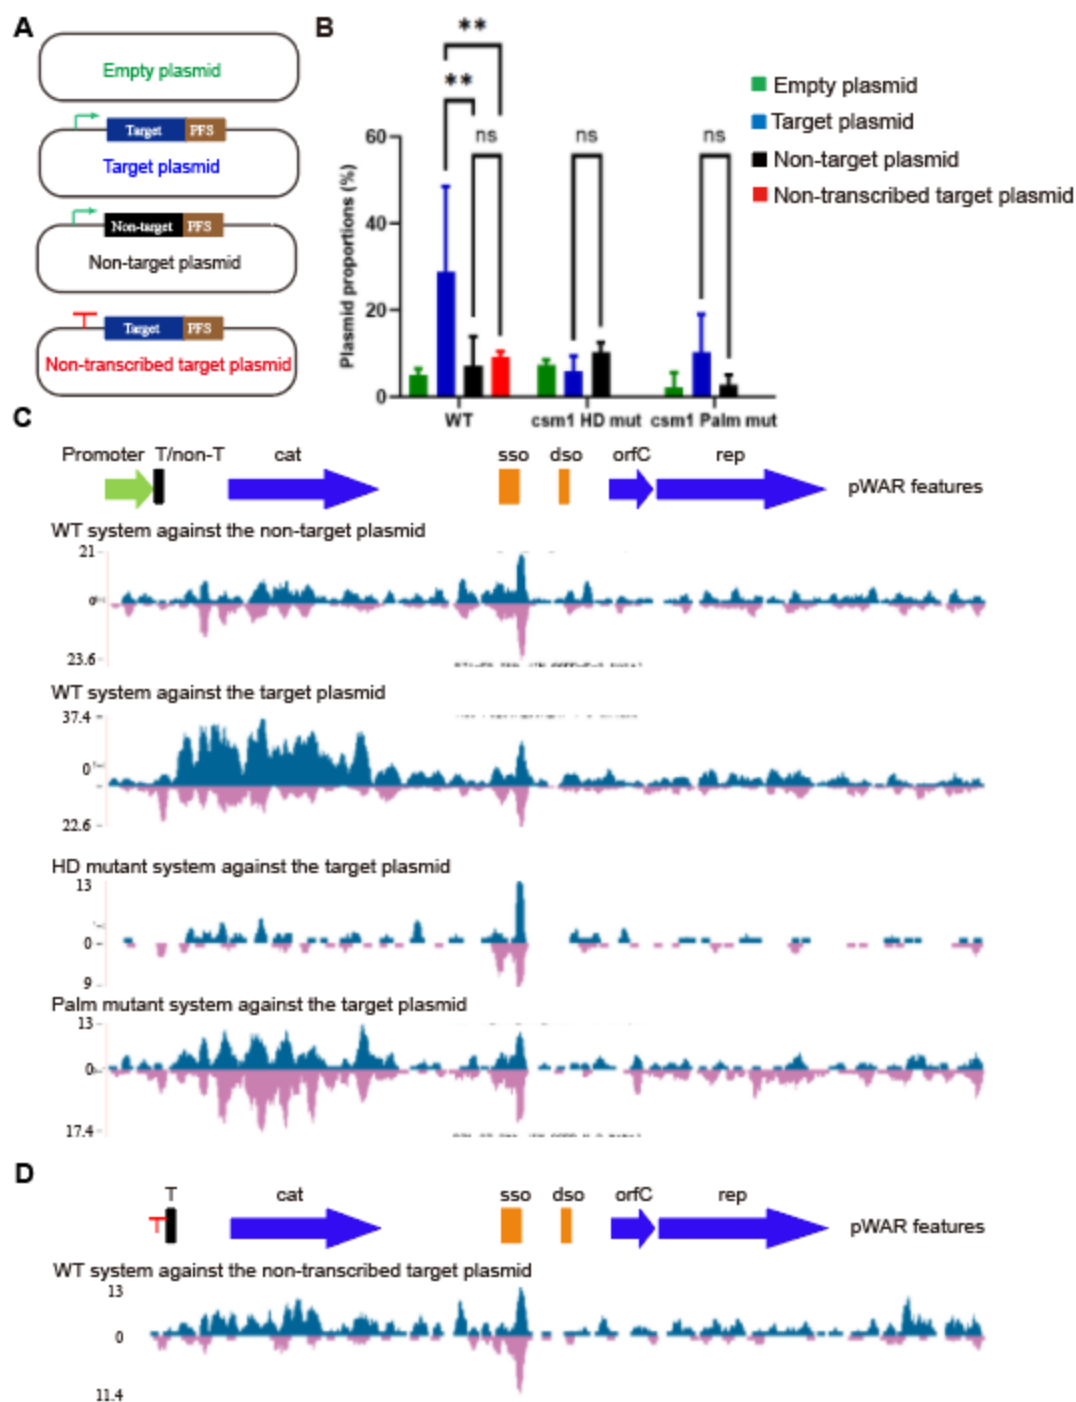 A
Empty plasmid
Target PFS
Target plasmid
Non-target PFS
Non-target plasmid
Target PFS
Non-transcribed target plasmid
B
**
**
ns
ns
ns
Plasmid proportions (%)
60
40
20
0
WT csm1 HD mut csm1 Palm mut
Empty plasmid
Target plasmid
Non-target plasmid
Non-transcribed target plasmid
C
Promoter T/non-T cat sso dso orfC rep
pWAR features
WT system against the non-target plasmid
21
0
23.6
WT system against the target plasmid
37.4
0
22.6
HD mutant system against the target plasmid
13
0
9
Palm mutant system against the target plasmid
13
0
17.4
D
T cat sso dso orfC rep
pWAR features
WT system against the non-transcribed target plasmid
13
0
11.4